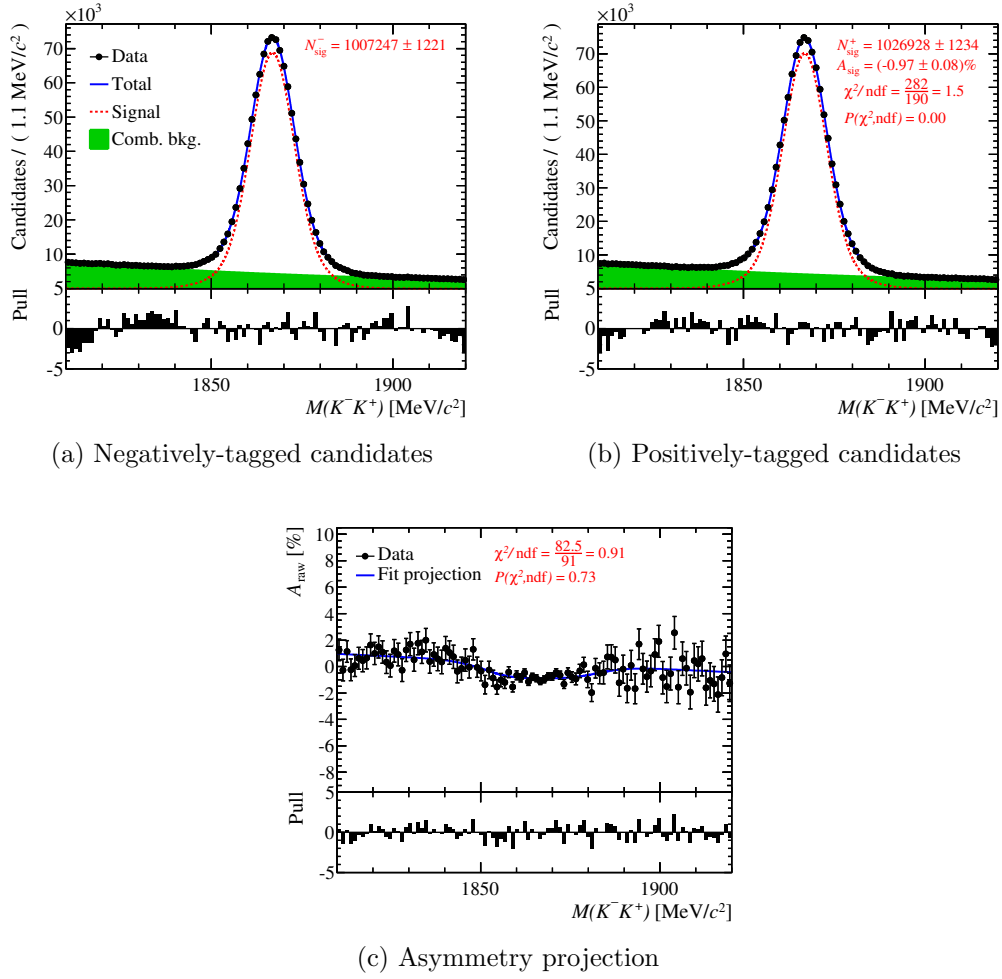 ×10³
Candidates / ( 1.1 MeV/c² )
70
60
50
40
30
20
10
Data
Total
Signal
Comb. bkg.
N⁻sig = 1007247 ± 1221
Pull
5
0
-5
1850
1900
M(K⁻K⁺) [MeV/c²]
(a) Negatively-tagged candidates
×10³
Candidates / ( 1.1 MeV/c² )
70
60
50
40
30
20
10
N⁺sig = 1026928 ± 1234
Asig = (-0.97 ± 0.08)%
χ²/ndf = 282/190 = 1.5
P(χ²,ndf) = 0.00
Pull
5
0
-5
1850
1900
M(K⁻K⁺) [MeV/c²]
(b) Positively-tagged candidates
Araw [%]
10
8
6
4
2
0
-2
-4
-6
-8
Data
Fit projection
χ²/ndf = 82.5/91 = 0.91
P(χ²,ndf) = 0.73
Pull
5
0
-5
1850
1900
M(K⁻K⁺) [MeV/c²]
(c) Asymmetry projection